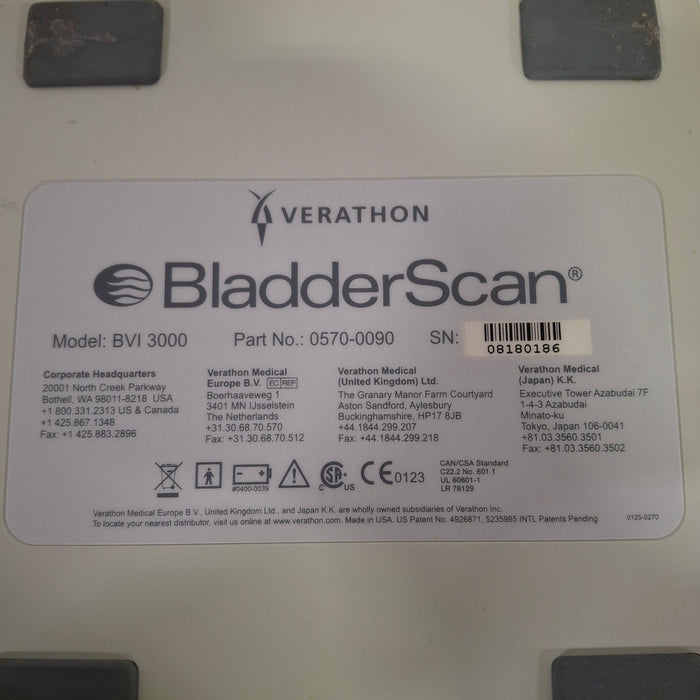 VERATHON
BladderScan®
Model: BVI 3000 Part No.: 0570-0090 SN: 08180186
Corporate Headquarters
20001 North Creek Parkway
Bothell, WA 98011-8218 USA
+1 800.331.2313 US & Canada
+1 425.867.1348
Fax: +1 425.883.2896
Verathon Medical
Europe B.V. EC REP
Boerhaaveweg 1
3401 MN IJsselstein
The Netherlands
+31.30.68.70.570
Fax: +31.30.68.70.512
Verathon Medical
(United Kingdom) Ltd.
The Granary Manor Farm Courtyard
Aston Sandford, Aylesbury
Buckinghamshire, HP17 8JB
+44.1844.299.207
Fax: +44.1844.299.218
Verathon Medical
(Japan) K.K.
Executive Tower Azabudai 7F
1-4-3 Azabudai
Minato-ku
Tokyo, Japan 106-0041
+81.03.3560.3501
Fax: +81.03.3560.3502
#0400-0039
C SP US
CE 0123
CAN/CSA Standard
C22.2 No. 601.1
UL 60601-1
LR 76129
Verathon Medical Europe B.V., United Kingdom Ltd., and Japan K.K. are wholly owned subsidiaries of Verathon Inc.
To locate your nearest distributor, visit us online at www.verathon.com. Made in USA. US Patent No. 4926871, 5235985 INTL Patents Pending
0125-0270